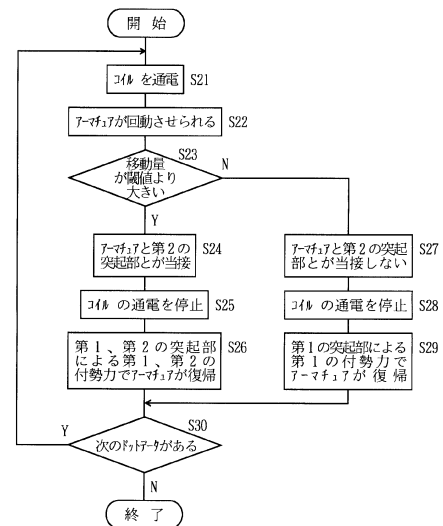 開始
コイル を通電
S21
アーマチュアが回動させられる
S22
S23
移動量
が閾値より
大きい
N
Y
アーマチュアと第2の
突起部とが当接
S24
アーマチュアと第2の突起
部とが当接しない
S27
コイル の通電を停止
S25
コイル の通電を停止
S28
第1、第2の突起部
による第1、第2の
付勢力でアーマチュアが復帰
S26
第1の突起部による
第1の付勢力で
アーマチュアが 復 帰
S29
S30
Y
次のドットデータがある
N
終了